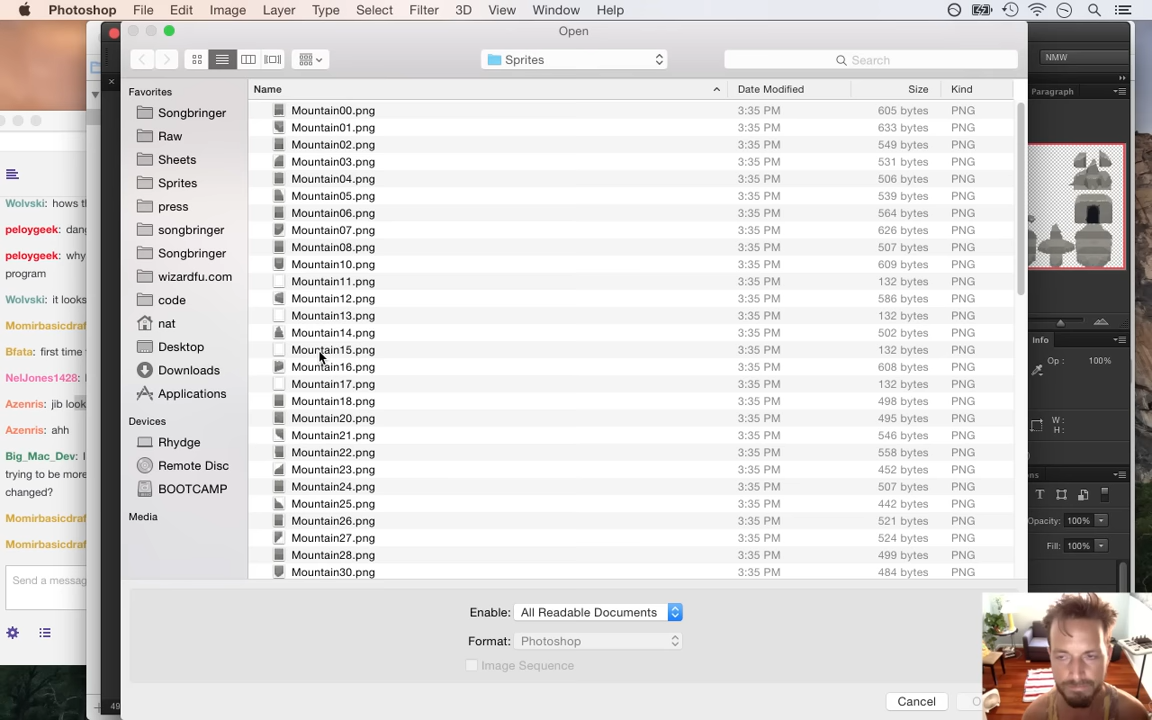 Photoshop File Edit Image Layer Type Select Filter 3D View Window Help
Open
Sprites
Search
NMW
Paragraph
Favorites
Songbringer
Raw
Sheets
Sprites
press
songbringer
Songbringer
wizardfu.com
code
nat
Desktop
Downloads
Applications
Devices
Rhydge
Remote Disc
BOOTCAMP
Media
Name Date Modified Size Kind
Mountain00.png 3:35 PM 605 bytes PNG
Mountain01.png 3:35 PM 633 bytes PNG
Mountain02.png 3:35 PM 549 bytes PNG
Mountain03.png 3:35 PM 531 bytes PNG
Mountain04.png 3:35 PM 506 bytes PNG
Mountain05.png 3:35 PM 539 bytes PNG
Mountain06.png 3:35 PM 564 bytes PNG
Mountain07.png 3:35 PM 626 bytes PNG
Mountain08.png 3:35 PM 507 bytes PNG
Mountain10.png 3:35 PM 609 bytes PNG
Mountain11.png 3:35 PM 132 bytes PNG
Mountain12.png 3:35 PM 586 bytes PNG
Mountain13.png 3:35 PM 132 bytes PNG
Mountain14.png 3:35 PM 502 bytes PNG
Mountain15.png 3:35 PM 132 bytes PNG
Mountain16.png 3:35 PM 608 bytes PNG
Mountain17.png 3:35 PM 132 bytes PNG
Mountain18.png 3:35 PM 498 bytes PNG
Mountain20.png 3:35 PM 495 bytes PNG
Mountain21.png 3:35 PM 546 bytes PNG
Mountain22.png 3:35 PM 558 bytes PNG
Mountain23.png 3:35 PM 452 bytes PNG
Mountain24.png 3:35 PM 507 bytes PNG
Mountain25.png 3:35 PM 442 bytes PNG
Mountain26.png 3:35 PM 521 bytes PNG
Mountain27.png 3:35 PM 524 bytes PNG
Mountain28.png 3:35 PM 499 bytes PNG
Mountain30.png 3:35 PM 484 bytes PNG
Enable: All Readable Documents
Format: Photoshop
Image Sequence
Cancel
Wolvski: hows
peloygeek:
peloygeek: why
program
Wolvski: it looks
Momirbasicdraf
Bfata: first time
NelJones1428:
Azenris: jib look
Azenris: ahh
Big_Mac_Dev:
trying to be more
changed?
Momirbasicdraf
Momirbasicdraf
Send a messag
49
Info
Op : 100%
W :
H :
Opacity: 100%
Fill: 100%